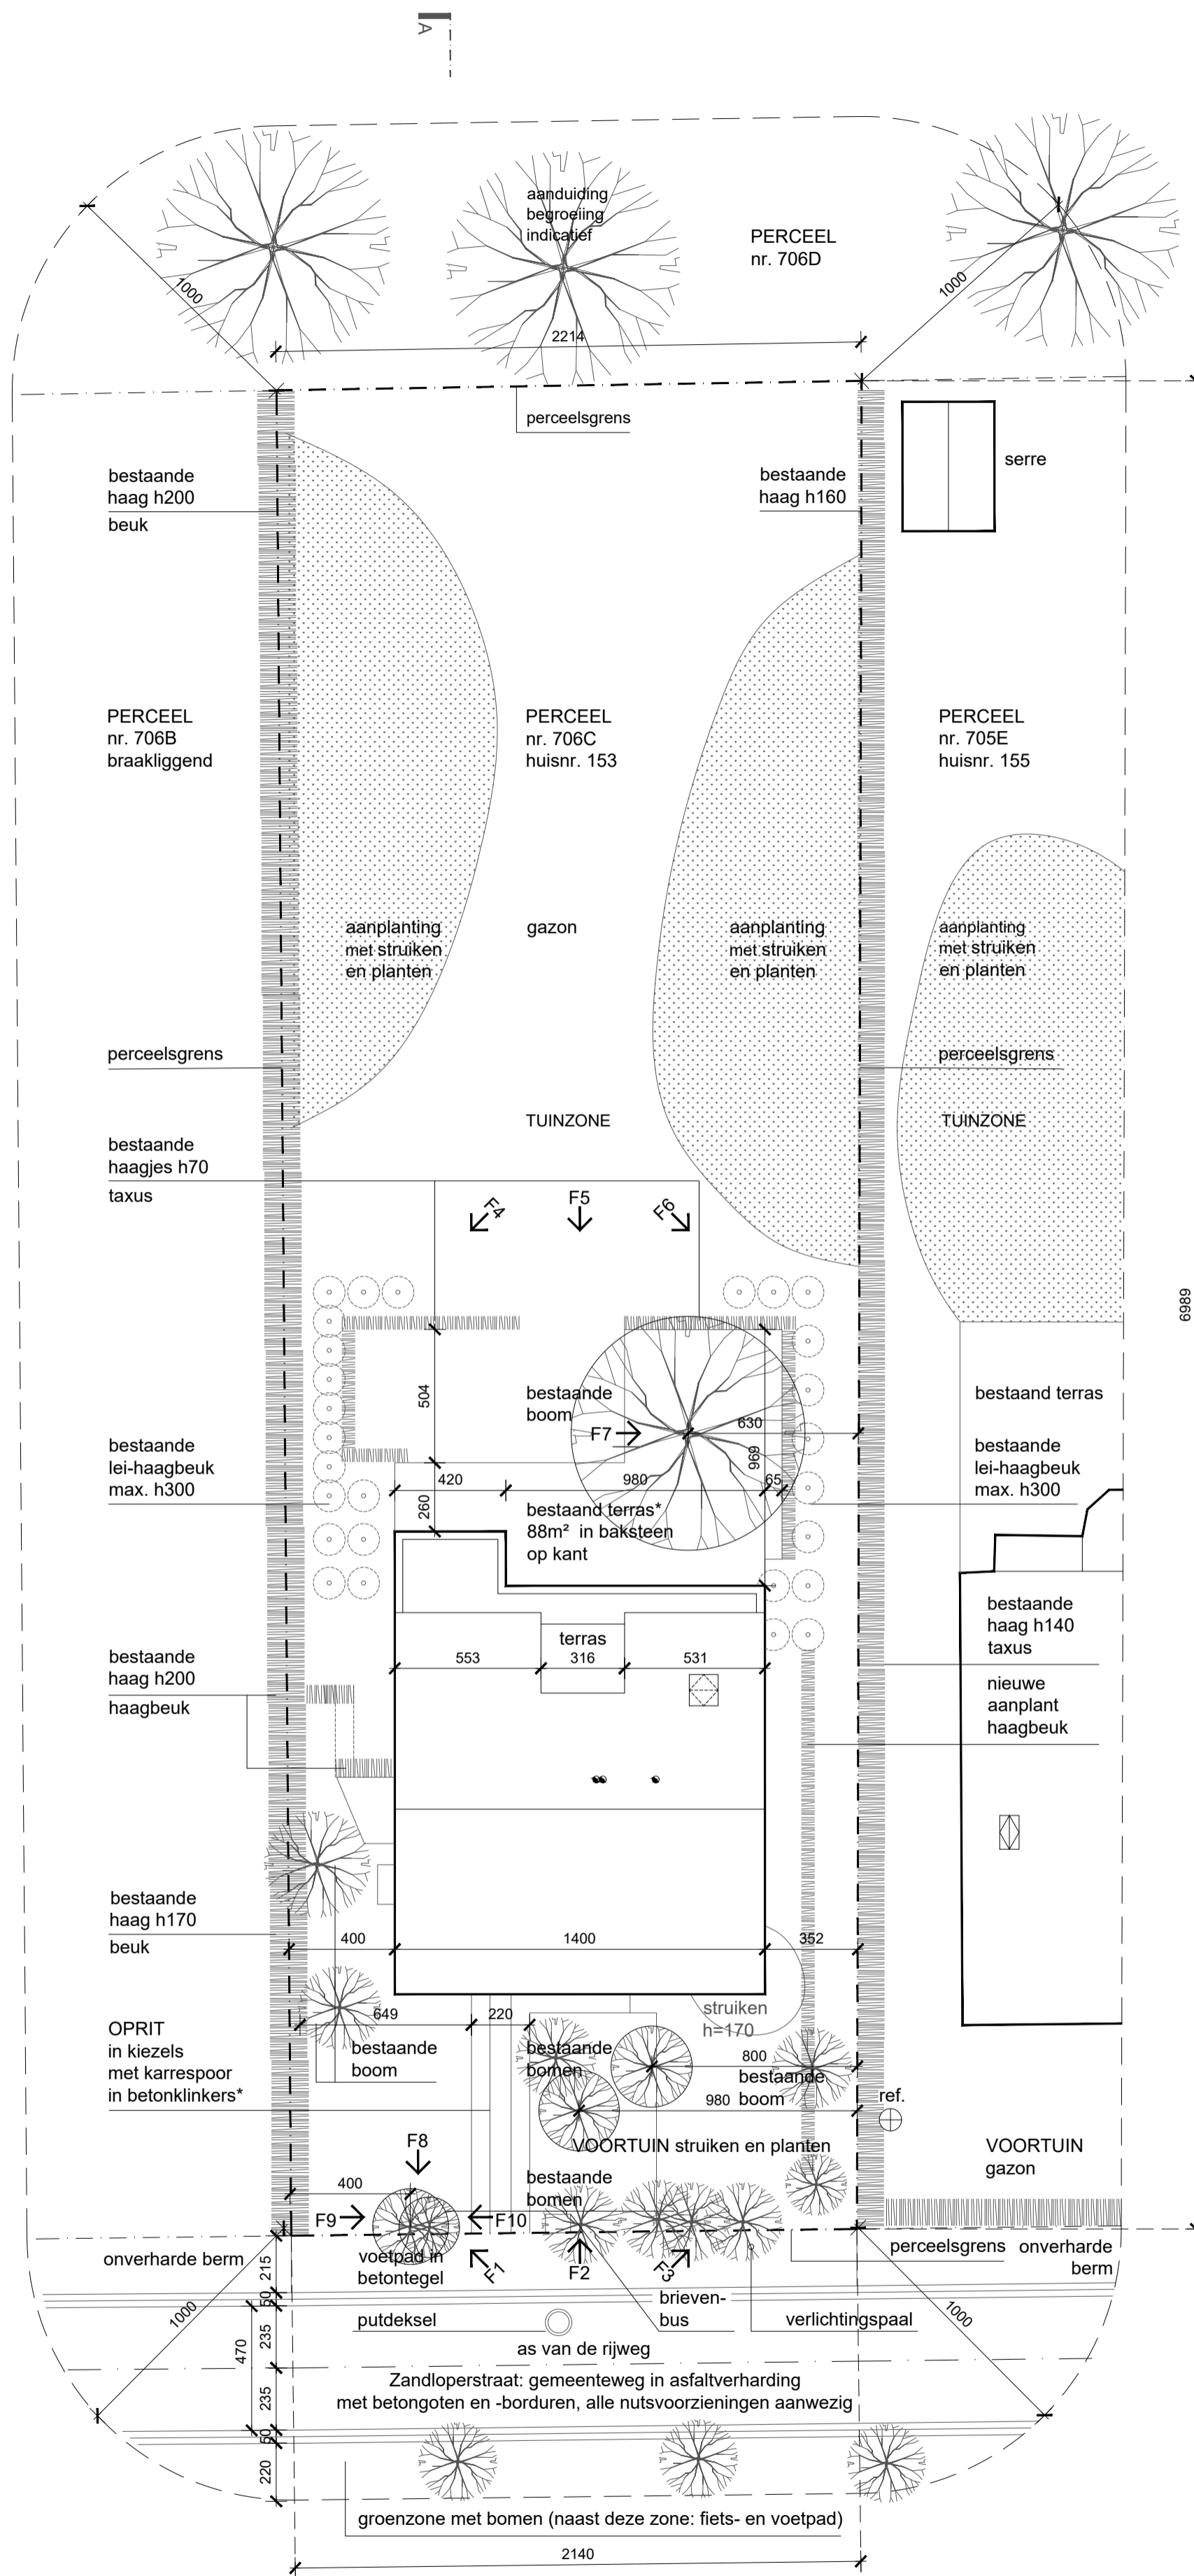 A
aanduiding
begroeiing
indicatief
PERCEEL
nr. 706D
1000
1000
2214
perceelsgrens
serre
bestaande
haag h200
beuk
bestaande
haag h160
PERCEEL
nr. 706B
braakliggend
PERCEEL
nr. 706C
huisnr. 153
PERCEEL
nr. 705E
huisnr. 155
aanplanting
met struiken
en planten
gazon
aanplanting
met struiken
en planten
aanplanting
met struiken
en planten
perceelsgrens
perceelsgrens
TUINZONE
TUINZONE
bestaande
haagjes h70
taxus
F4
F5
F6
6989
504
bestaande
boom
F7
630
969
bestaand terras
bestaande
lei-haagbeuk
max. h300
bestaande
lei-haagbeuk
max. h300
420
980
65
260
bestaand terras*
88m² in baksteen
op kant
bestaande
haag h140
taxus
terras
553
316
531
bestaande
haag h200
haagbeuk
nieuwe
aanplant
haagbeuk
bestaande
haag h170
beuk
400
1400
352
struiken
h=170
649
220
OPRIT
in kiezels
met karrespoor
in betonklinkers*
bestaande
boom
bestaande
bomen
800
bestaande
boom
980
ref.
VOORTUIN struiken en planten
VOORTUIN
gazon
F8
400
bestaande
bomen
F9
F10
onverharde berm
voetpad in
betontegel
F1
F2
F3
perceelsgrens
onverharde
berm
215
50
235
470
235
50
220
1000
1000
putdeksel
brieven-
bus
verlichtingspaal
as van de rijweg
Zandloperstraat: gemeenteweg in asfaltverharding
met betongoten en -borduren, alle nutsvoorzieningen aanwezig
groenzone met bomen (naast deze zone: fiets- en voetpad)
2140